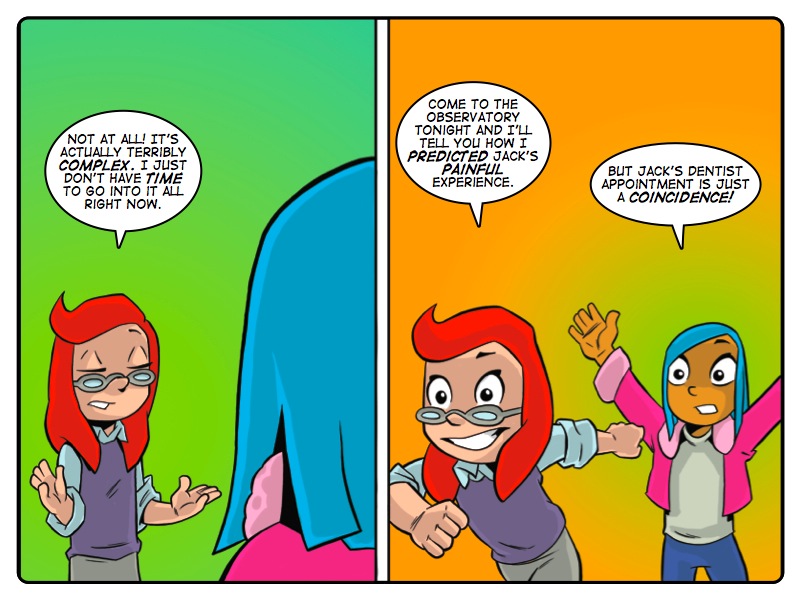 NOT AT ALL! IT'S
ACTUALLY TERRIBLY
COMPLEX. I JUST
DON'T HAVE TIME
TO GO INTO IT ALL
RIGHT NOW.
COME TO THE
OBSERVATORY
TONIGHT AND I'LL
TELL YOU HOW I
PREDICTED JACK'S
PAINFUL
EXPERIENCE.
BUT JACK'S DENTIST
APPOINTMENT IS JUST
A COINCIDENCE!